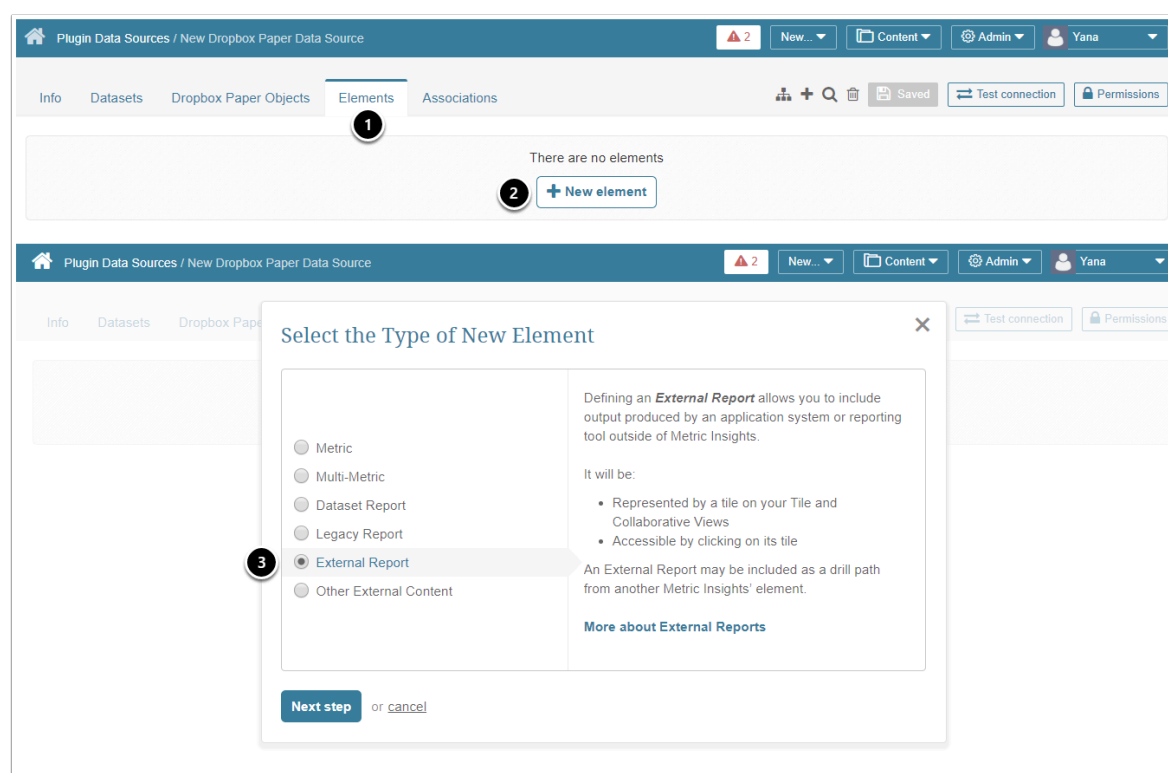 Plugin Data Sources / New Dropbox Paper Data Source 2 New... Content Admin Yana
Info Datasets Dropbox Paper Objects Elements Associations Saved Test connection Permissions
1
There are no elements
2 New element
Plugin Data Sources / New Dropbox Paper Data Source 2 New... Content Admin Yana
Info Datasets Dropbox Pape Test connection Permissions
Select the Type of New Element
Metric
Multi-Metric
Dataset Report
Legacy Report
3 External Report
Other External Content
Defining an External Report allows you to include
output produced by an application system or reporting
tool outside of Metric Insights.
It will be:
• Represented by a tile on your Tile and
Collaborative Views
• Accessible by clicking on its tile
An External Report may be included as a drill path
from another Metric Insights' element.
More about External Reports
Next step or cancel